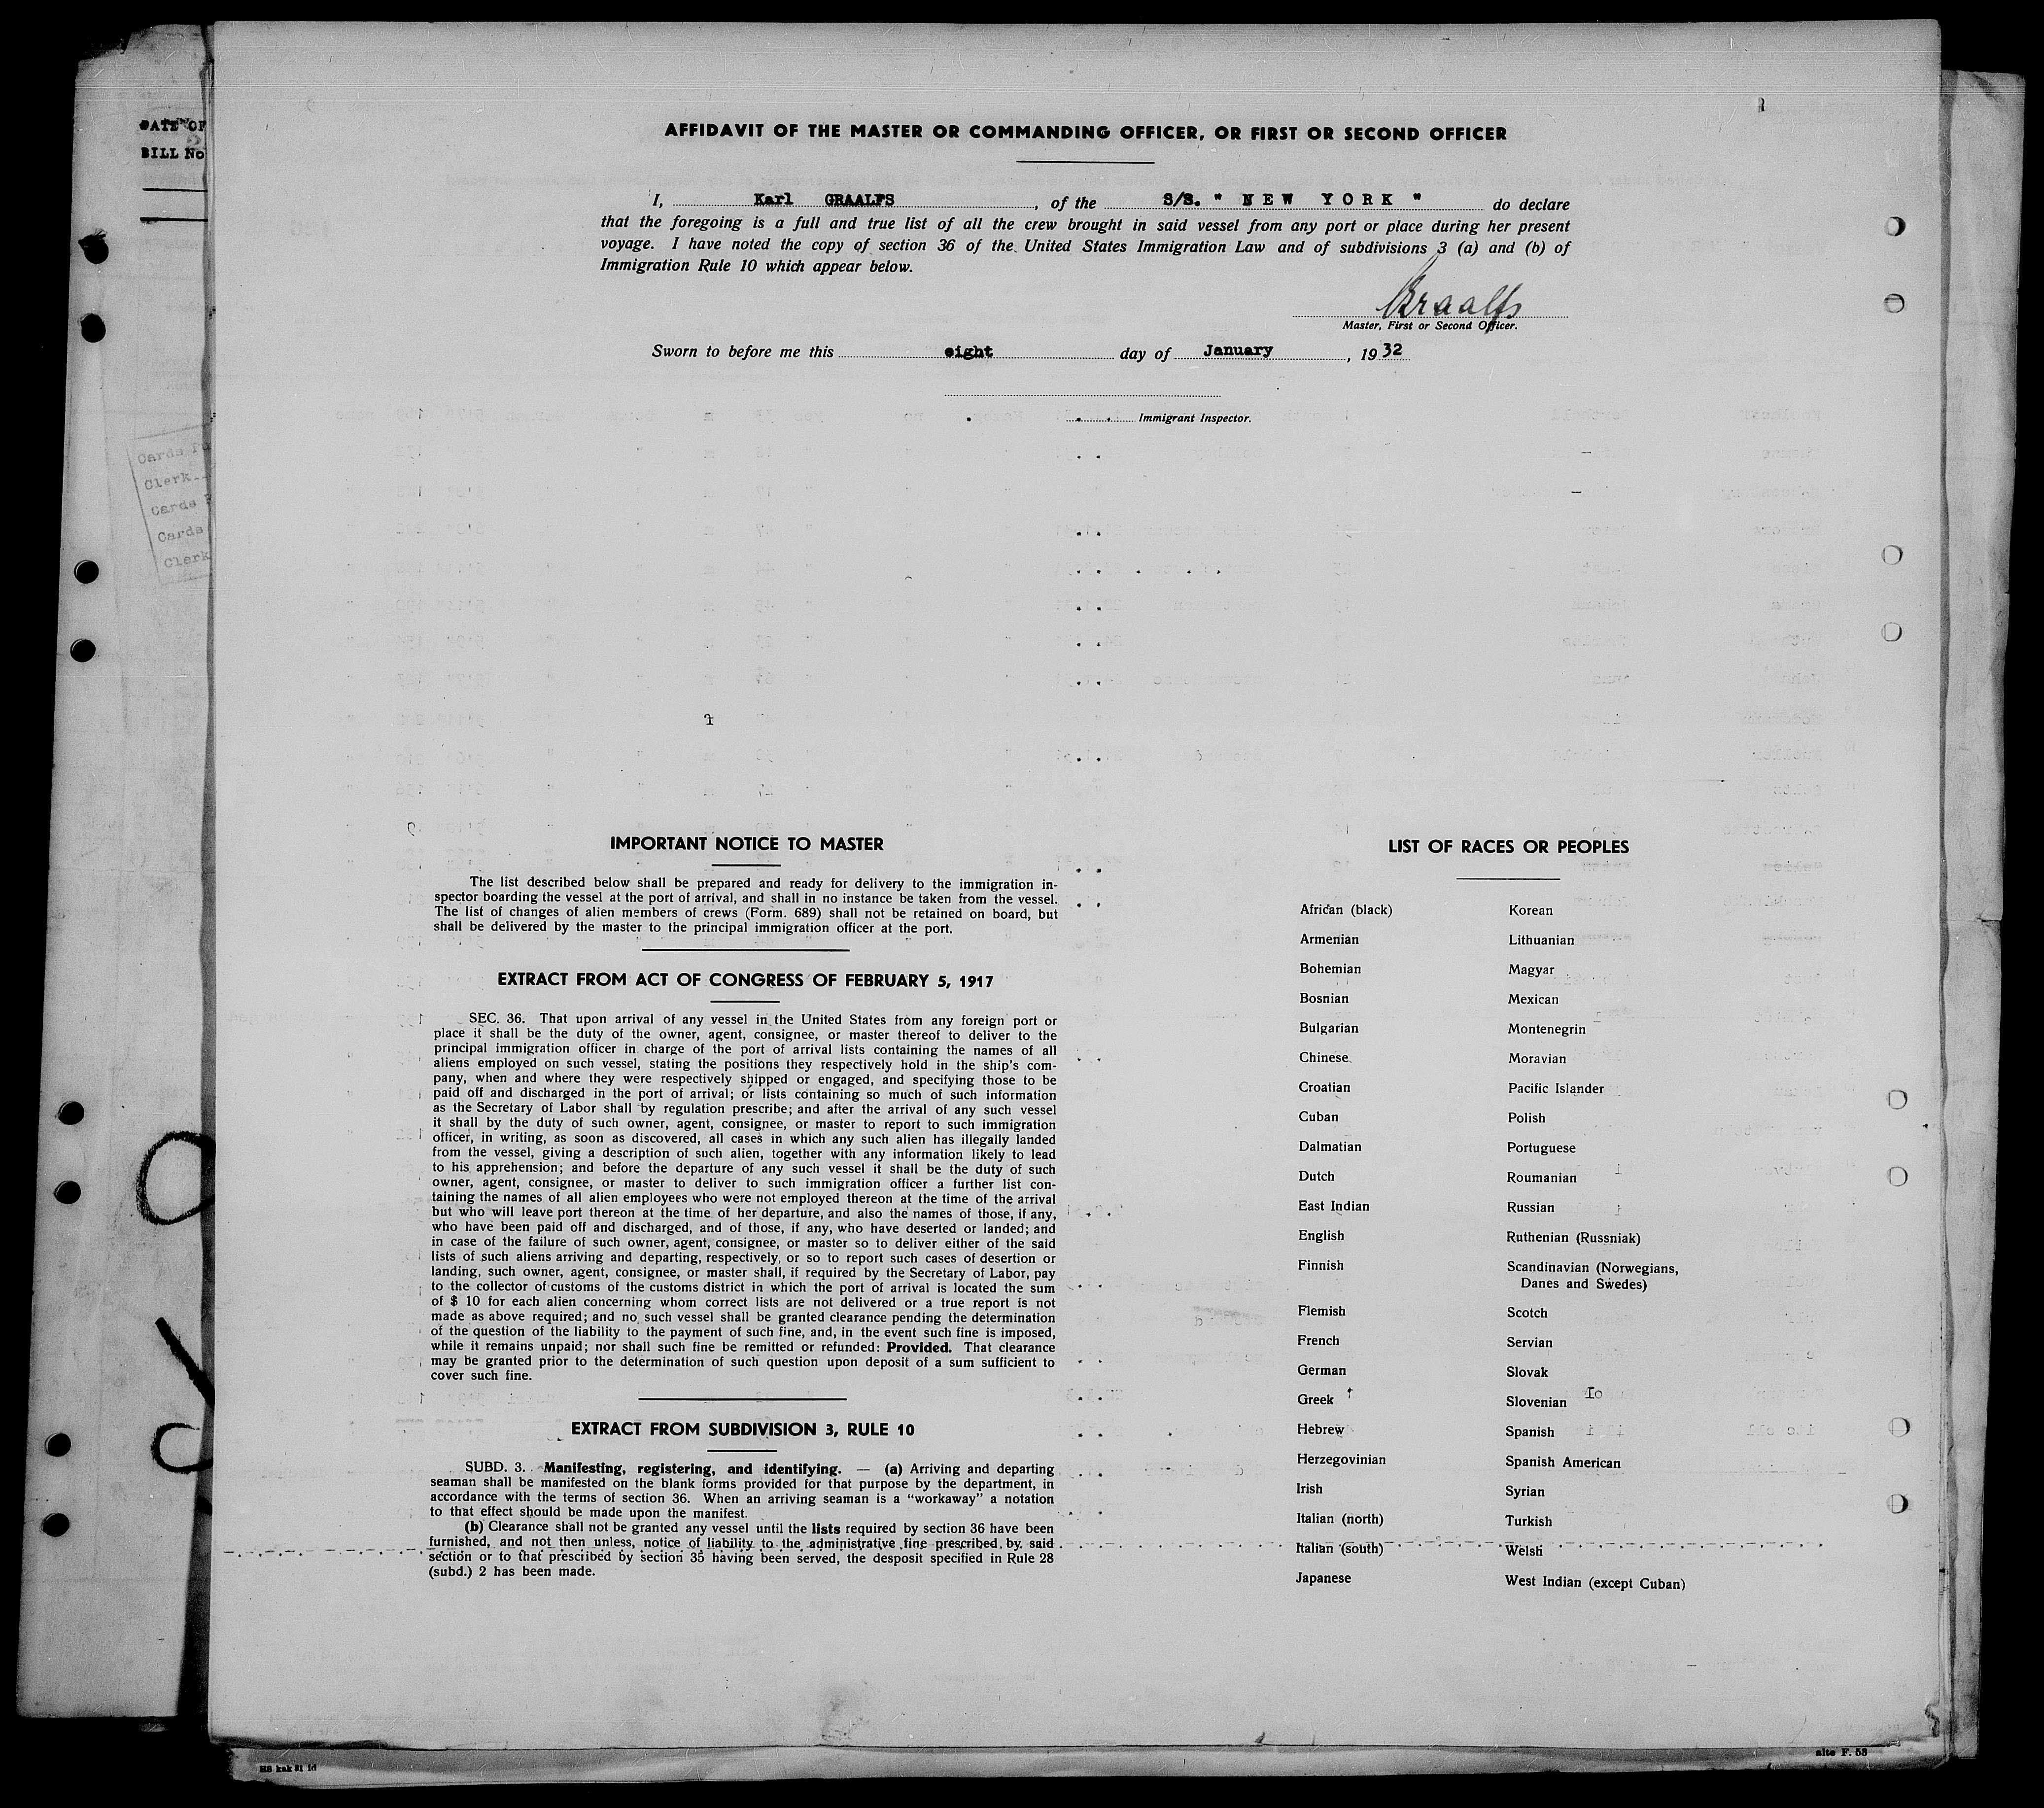 DATE OF
BILL No
Cards
Clerk
Cards
Cards
Clerk
AFFIDAVIT OF THE MASTER OR COMMANDING OFFICER, OR FIRST OR SECOND OFFICER
I, Karl GRAALFS, of the S/S. " N E W Y O R K " do declare
that the foregoing is a full and true list of all the crew brought in said vessel from any port or place during her present
voyage. I have noted the copy of section 36 of the United States Immigration Law and of subdivisions 3 (a) and (b) of
Immigration Rule 10 which appear below.
Graalfs
Master, First or Second Officer.
Sworn to before me this eight day of January, 1932
Immigrant Inspector.
IMPORTANT NOTICE TO MASTER
The list described below shall be prepared and ready for delivery to the immigration in-
spector boarding the vessel at the port of arrival, and shall in no instance be taken from the vessel.
The list of changes of alien members of crews (Form. 689) shall not be retained on board, but
shall be delivered by the master to the principal immigration officer at the port.
EXTRACT FROM ACT OF CONGRESS OF FEBRUARY 5, 1917
SEC. 36. That upon arrival of any vessel in the United States from any foreign port or
place it shall be the duty of the owner, agent, consignee, or master thereof to deliver to the
principal immigration officer in charge of the port of arrival lists containing the names of all
aliens employed on such vessel, stating the positions they respectively hold in the ship's com-
pany, when and where they were respectively shipped or engaged, and specifying those to be
paid off and discharged in the port of arrival; or lists containing so much of such information
as the Secretary of Labor shall by regulation prescribe; and after the arrival of any such vessel
it shall by the duty of such owner, agent, consignee, or master to report to such immigration
officer, in writing, as soon as discovered, all cases in which any such alien has illegally landed
from the vessel, giving a description of such alien, together with any information likely to lead
to his apprehension; and before the departure of any such vessel it shall be the duty of such
owner, agent, consignee, or master to deliver to such immigration officer a further list con-
taining the names of all alien employees who were not employed thereon at the time of the arrival
but who will leave port thereon at the time of her departure, and also the names of those, if any,
who have been paid off and discharged, and of those, if any, who have deserted or landed; and
in case of the failure of such owner, agent, consignee, or master so to deliver either of the said
lists of such aliens arriving and departing, respectively, or so to report such cases of desertion or
landing, such owner, agent, consignee, or master shall, if required by the Secretary of Labor, pay
to the collector of customs of the customs district in which the port of arrival is located the sum
of $ 10 for each alien concerning whom correct lists are not delivered or a true report is not
made as above required; and no such vessel shall be granted clearance pending the determination
of the question of the liability to the payment of such fine, and, in the event such fine is imposed,
while it remains unpaid; nor shall such fine be remitted or refunded: Provided. That clearance
may be granted prior to the determination of such question upon deposit of a sum sufficient to
cover such fine.
EXTRACT FROM SUBDIVISION 3, RULE 10
SUBD. 3. Manifesting, registering, and identifying. — (a) Arriving and departing
seaman shall be manifested on the blank forms provided for that purpose by the department, in
accordance with the terms of section 36. When an arriving seaman is a "workaway" a notation
to that effect should be made upon the manifest.
(b) Clearance shall not be granted any vessel until the lists required by section 36 have been
furnished, and not then unless, notice of liability to the administrative fine prescribed by said
section or to that prescribed by section 35 having been served, the desposit specified in Rule 28
(subd.) 2 has been made.
LIST OF RACES OR PEOPLES
African (black)
Armenian
Bohemian
Bosnian
Bulgarian
Chinese
Croatian
Cuban
Dalmatian
Dutch
East Indian
English
Finnish
Flemish
French
German
Greek
Hebrew
Herzegovinian
Irish
Italian (north)
Italian (south)
Japanese
Korean
Lithuanian
Magyar
Mexican
Montenegrin
Moravian
Pacific Islander
Polish
Portuguese
Roumanian
Russian
Ruthenian (Russniak)
Scandinavian (Norwegians,
Danes and Swedes)
Scotch
Servian
Slovak
Slovenian
Spanish
Spanish American
Syrian
Turkish
Welsh
West Indian (except Cuban)